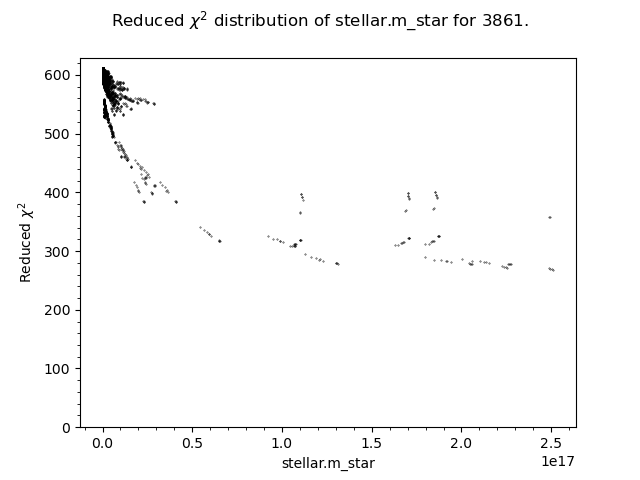 Reduced χ² distribution of stellar.m_star for 3861.
600
500
400
300
200
100
0
Reduced χ²
0.0 0.5 1.0 1.5 2.0 2.5
1e17
stellar.m_star